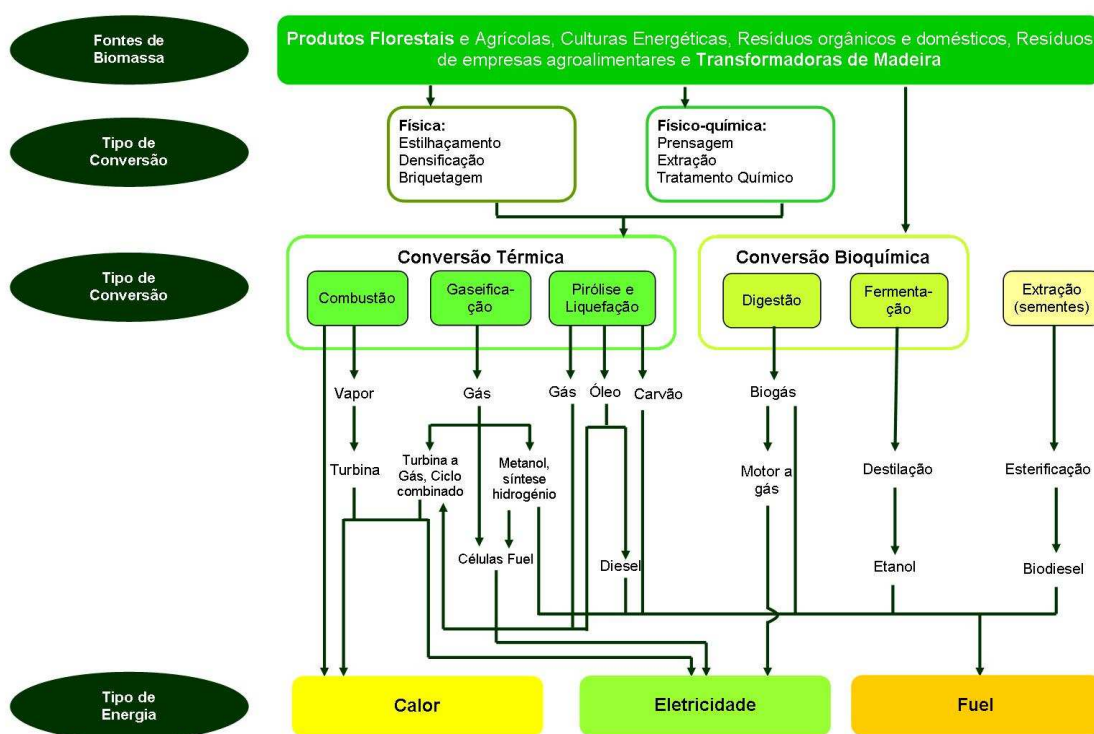 Fontes de
Biomassa
Produtos Florestais e Agrícolas, Culturas Energéticas, Resíduos orgânicos e domésticos, Resíduos
de empresas agroalimentares e Transformadoras de Madeira
Tipo de
Conversão
Física:
Estilhaçamento
Densificação
Briquetagem
Físico-química:
Prensagem
Extração
Tratamento Químico
Tipo de
Conversão
Conversão Térmica
Combustão
Gaseifica-
ção
Pirólise e
Liquefação
Conversão Bioquímica
Digestão
Fermenta-
ção
Extração
(sementes)
Vapor
Gás
Gás
Óleo
Carvão
Biogás
Turbina
Turbina a
Gás, Ciclo
combinado
Metanol,
síntese
hidrogénio
Motor a
gás
Destilação
Esterificação
Células Fuel
Diesel
Etanol
Biodiesel
Tipo de
Energia
Calor
Eletricidade
Fuel